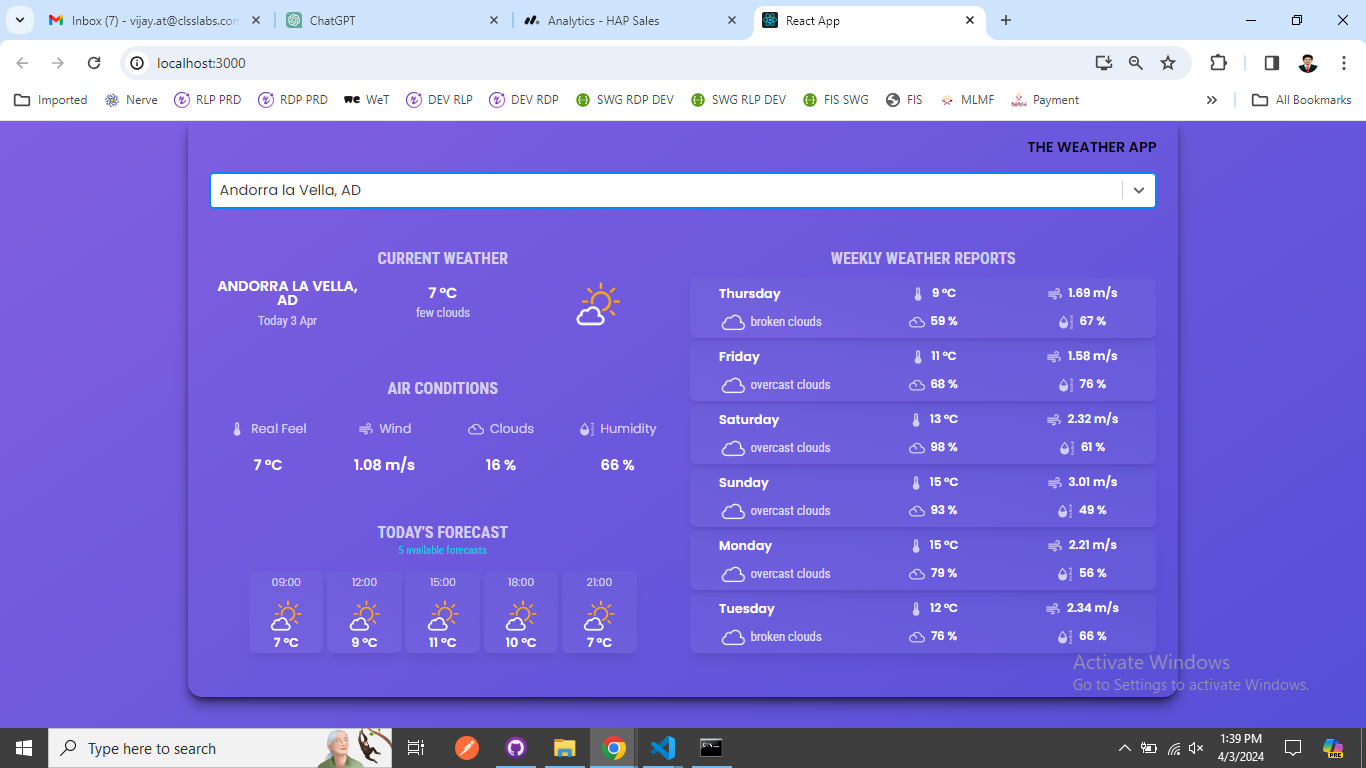 Inbox (7) - vijay.at@clsslabs.con
ChatGPT
Analytics - HAP Sales
React App
localhost:3000
Imported
Nerve
RLP PRD
RDP PRD
we WeT
DEV RLP
DEV RDP
SWG RDP DEV
SWG RLP DEV
FIS SWG
FIS
MLMF
Payment
»
All Bookmarks
THE WEATHER APP
Andorra la Vella, AD
CURRENT WEATHER
ANDORRA LA VELLA,
AD
Today 3 Apr
7 °C
few clouds
AIR CONDITIONS
Real Feel
Wind
Clouds
Humidity
7 °C
1.08 m/s
16 %
66 %
TODAY'S FORECAST
5 available forecasts
09:00
12:00
15:00
18:00
21:00
7 °C
9 °C
11 °C
10 °C
7 °C
WEEKLY WEATHER REPORTS
Thursday
9 °C
1.69 m/s
broken clouds
59 %
67 %
Friday
11 °C
1.58 m/s
overcast clouds
68 %
76 %
Saturday
13 °C
2.32 m/s
overcast clouds
98 %
61 %
Sunday
15 °C
3.01 m/s
overcast clouds
93 %
49 %
Monday
15 °C
2.21 m/s
overcast clouds
79 %
56 %
Tuesday
12 °C
2.34 m/s
broken clouds
76 %
66 %
Activate Windows
Go to Settings to activate Windows.
Type here to search
1:39 PM
4/3/2024
PRE